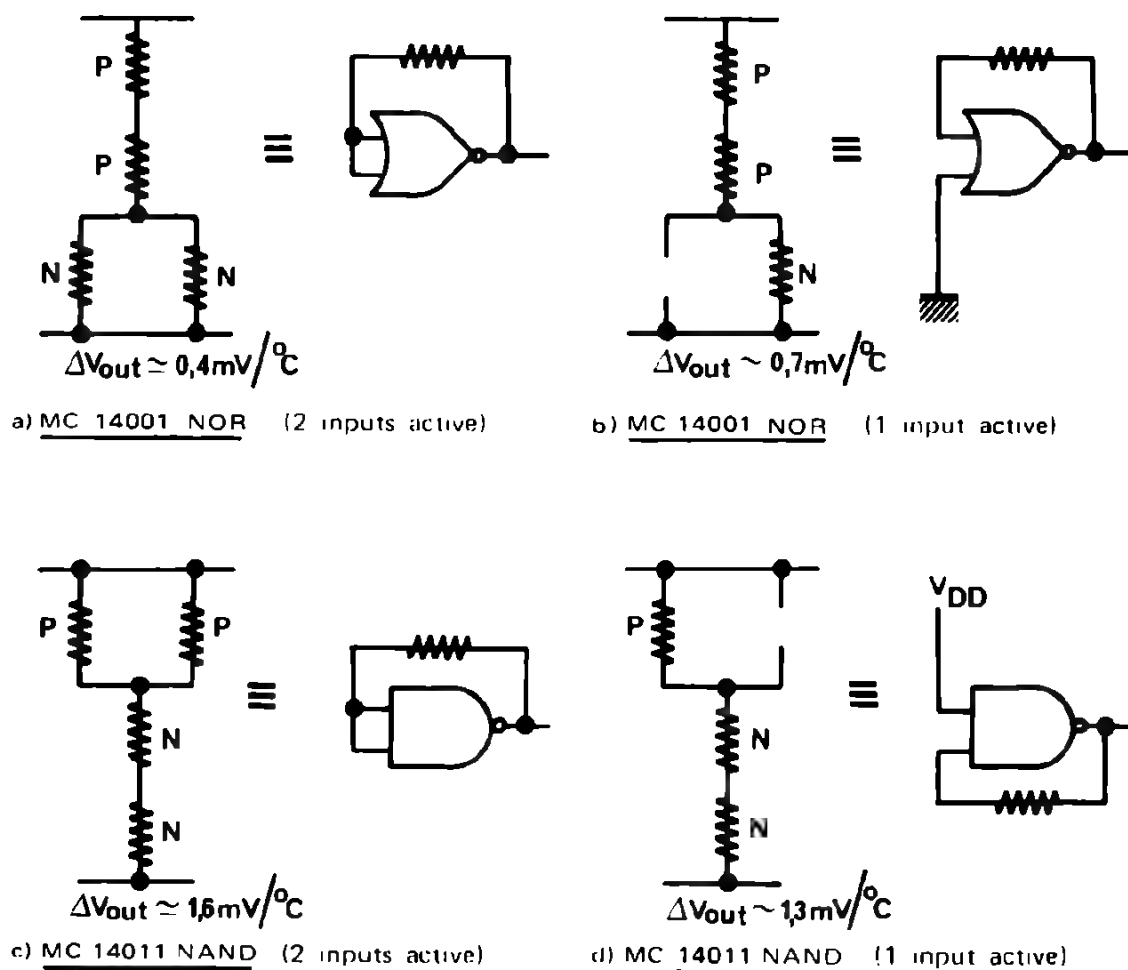 P
P
≡
N
N
ΔVout ≃ 0,4mV/°C
a) MC 14001 NOR (2 inputs active)
P
P
≡
N
ΔVout ~ 0,7mV/°C
b) MC 14001 NOR (1 input active)
P
P
≡
N
N
ΔVout ≃ 1,6mV/°C
c) MC 14011 NAND (2 inputs active)
P
≡
VDD
N
N
ΔVout ~ 1,3mV/°C
d) MC 14011 NAND (1 input active)